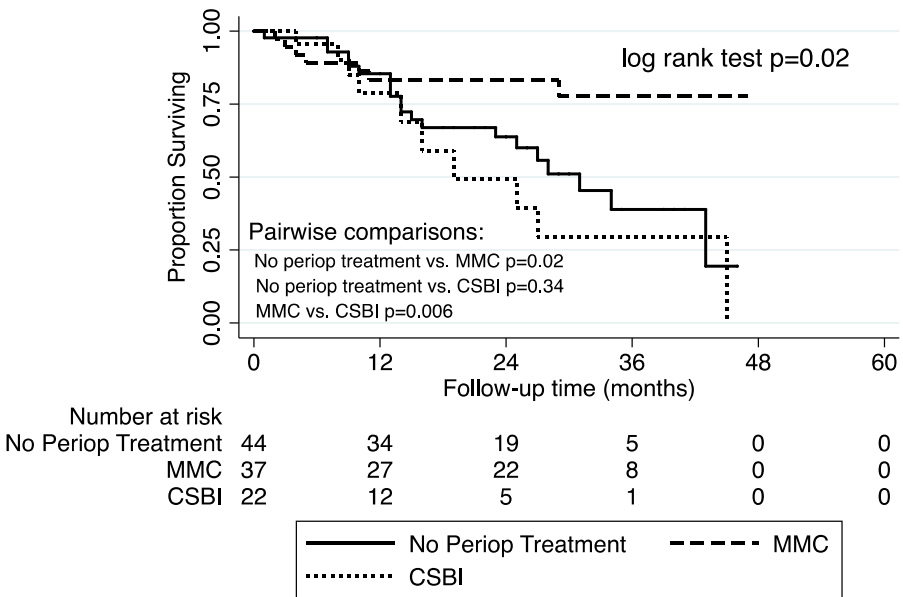 1.00
0.75
0.50
0.25
0.00
Proportion Surviving
log rank test p=0.02
Pairwise comparisons:
No periop treatment vs. MMC p=0.02
No periop treatment vs. CSBI p=0.34
MMC vs. CSBI p=0.006
0 12 24 36 48 60
Follow-up time (months)
Number at risk
No Periop Treatment 44 34 19 5 0 0
MMC 37 27 22 8 0 0
CSBI 22 12 5 1 0 0
No Periop Treatment MMC
CSBI